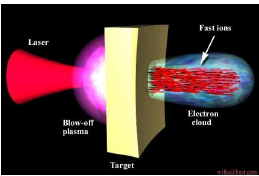 Fast ions
Laser
Blow-off
plasma
Electron
cloud
Target